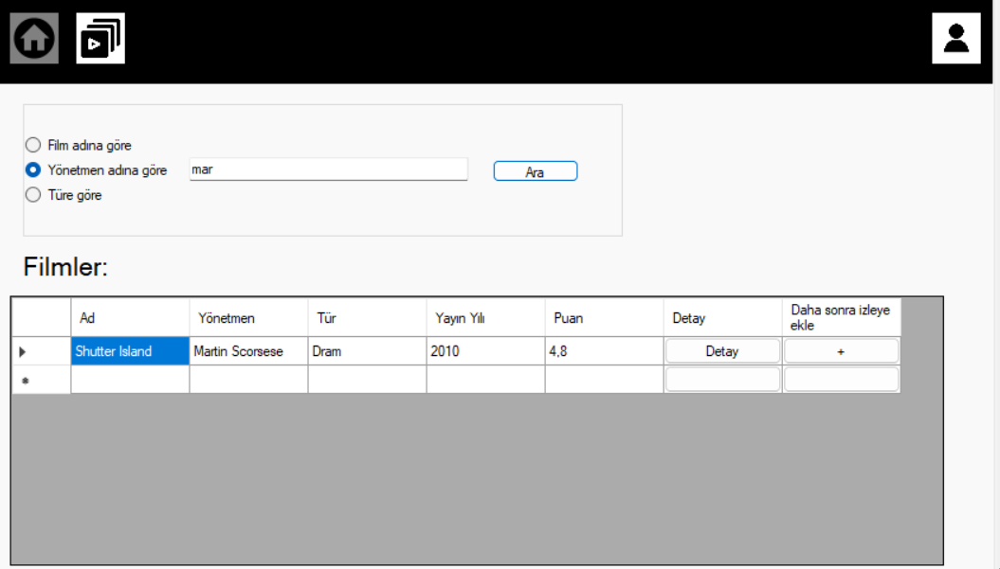 Film adına göre
Yönetmen adına göre mar Ara
Türe göre
Filmler:
Ad Yönetmen Tür Yayın Yılı Puan Detay Daha sonra izleye
ekle
Shutter Island Martin Scorsese Dram 2010 4,8 Detay +